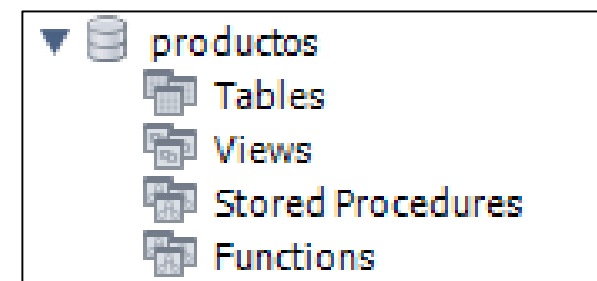 productos
Tables
Views
Stored Procedures
Functions